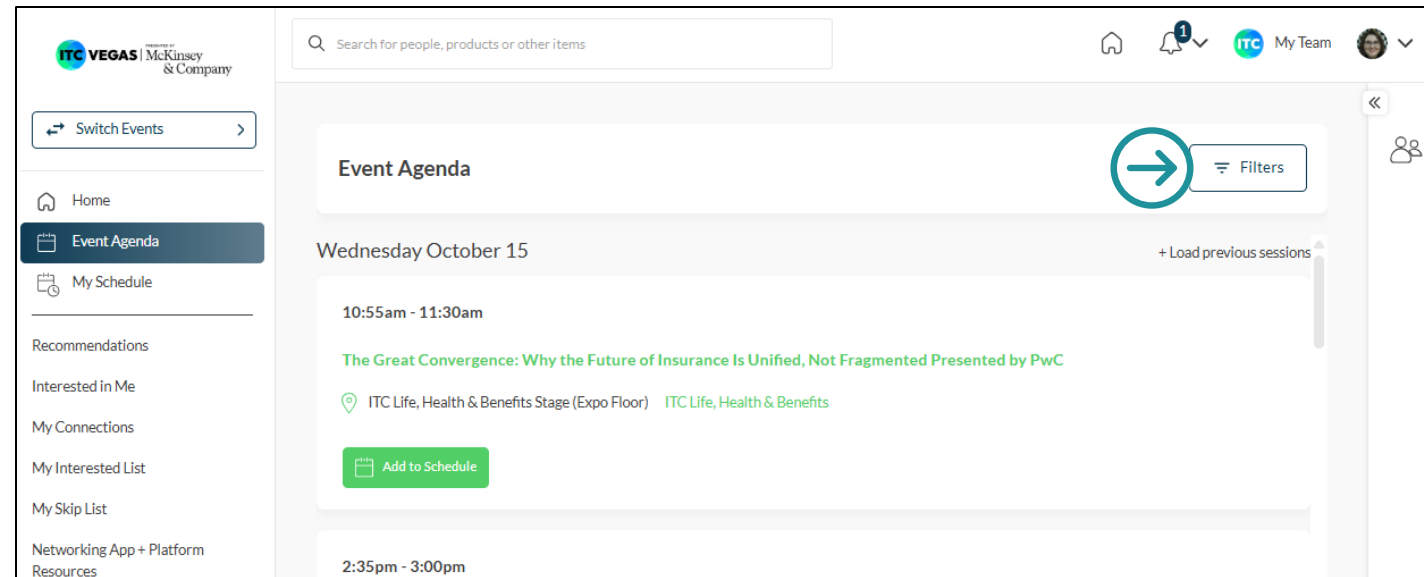 PRESENTED BY
ITC VEGAS McKinsey
& Company
Search for people, products or other items
1
ITC My Team
Switch Events
Home
Event Agenda
My Schedule
Recommendations
Interested in Me
My Connections
My Interested List
My Skip List
Networking App + Platform
Resources
Event Agenda
Filters
Wednesday October 15
+ Load previous sessions
10:55am - 11:30am
The Great Convergence: Why the Future of Insurance Is Unified, Not Fragmented Presented by PwC
ITC Life, Health & Benefits Stage (Expo Floor) ITC Life, Health & Benefits
Add to Schedule
2:35pm - 3:00pm